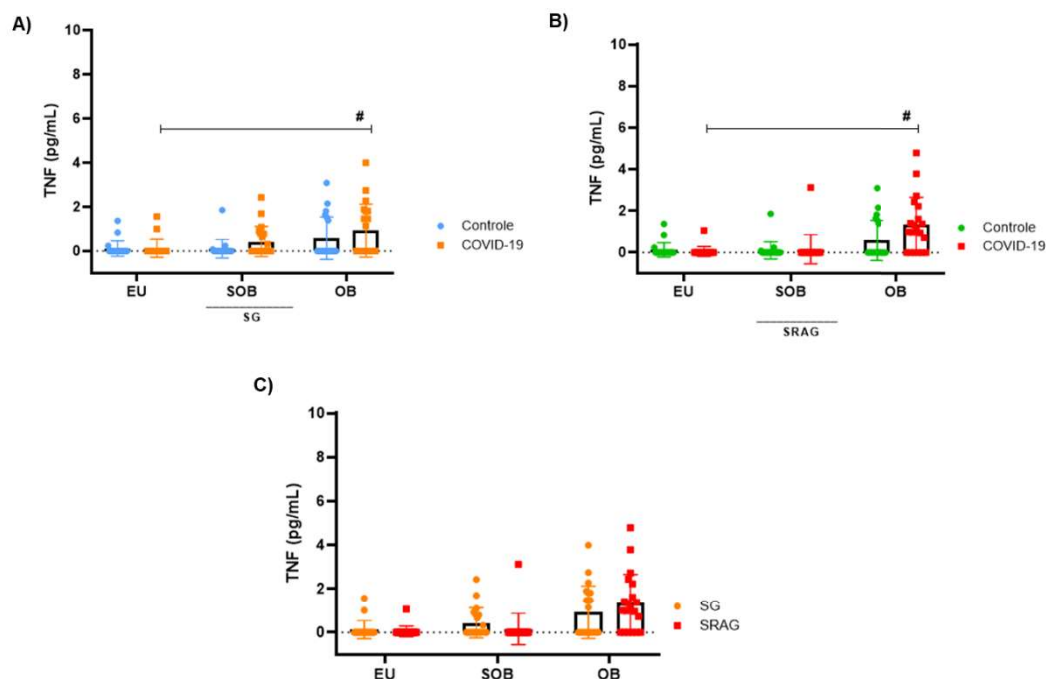 A)
TNF (pg/mL)
10
8
6
4
2
0
#
EU
SOB
OB
SG
Controle
COVID-19
B)
TNF (pg/mL)
10
8
6
4
2
0
#
EU
SOB
OB
SRAG
Controle
COVID-19
C)
TNF (pg/mL)
10
8
6
4
2
0
EU
SOB
OB
SG
SRAG